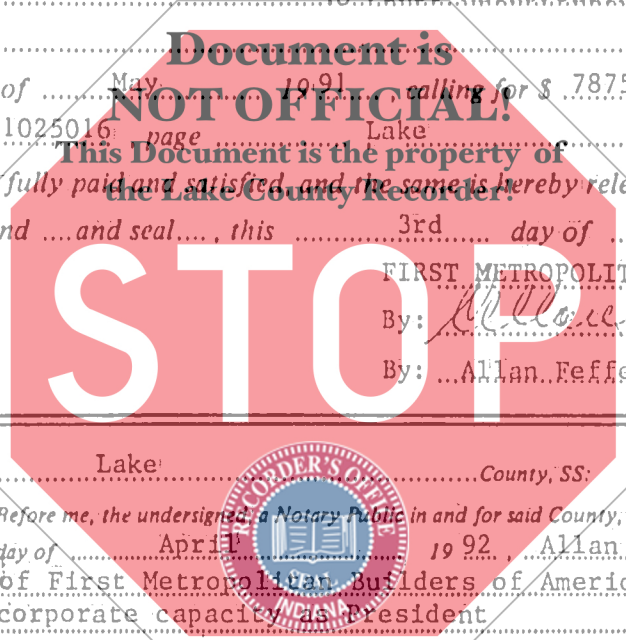 Document is
of May 1991 calling for $ 7875
NOT OFFICIAL!
1025016 page Lake
This Document is the property of
fully paid and satisfied, and the same is hereby rele
the Lake County Recorder!
nd .... and seal...., this 3rd day of
STOP
FIRST METROPOLIT
By:
By: Allan Feffe
Lake County, SS:
RECORDER'S OFFICE
SEAL
INDIANA
Before me, the undersigned, a Notary Public in and for said County,
day of April 1992, Allan
of First Metropolitan Builders of Americ
corporate capacity as President